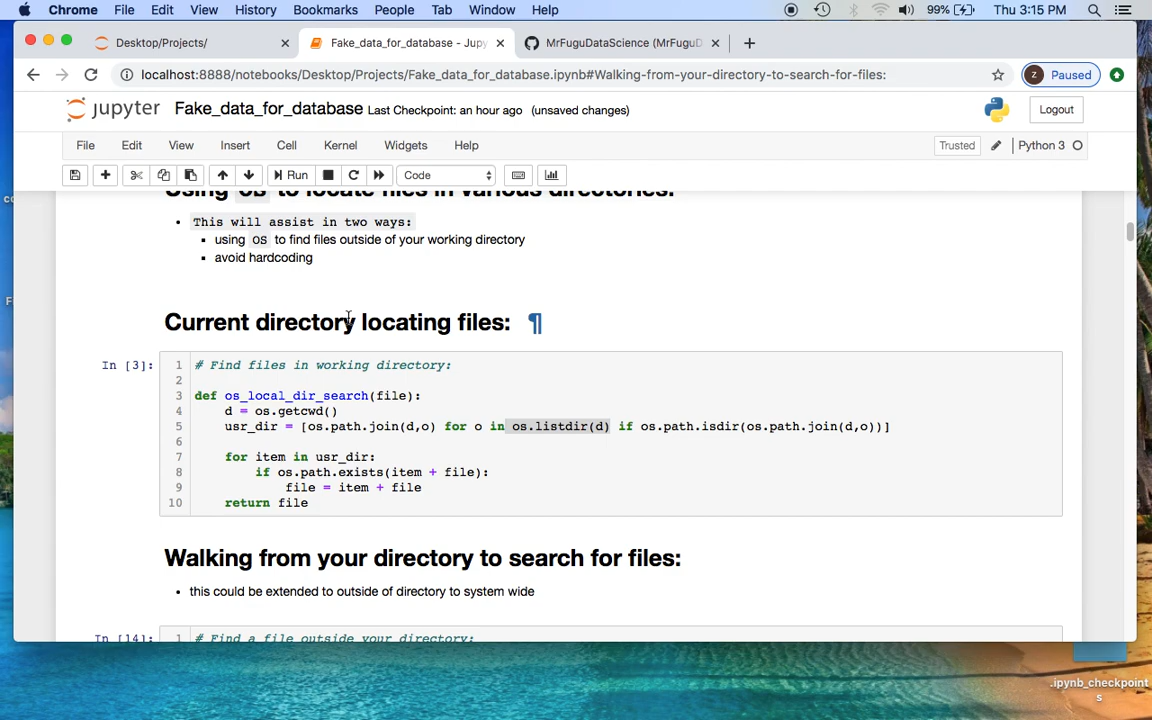 Chrome File Edit View History Bookmarks People Tab Window Help 99% Thu 3:15 PM
Desktop/Projects/ Fake_data_for_database - Jupy MrFuguDataScience (MrFuguD
localhost:8888/notebooks/Desktop/Projects/Fake_data_for_database.ipynb#Walking-from-your-directory-to-search-for-files: z Paused
jupyter Fake_data_for_database Last Checkpoint: an hour ago (unsaved changes) Logout
File Edit View Insert Cell Kernel Widgets Help Trusted Python 3
Run Code
Using os to locate files in various directories:
This will assist in two ways:
using os to find files outside of your working directory
avoid hardcoding
Current directory locating files: ¶
In [3]: 1 # Find files in working directory:
2
3 def os_local_dir_search(file):
4 d = os.getcwd()
5 usr_dir = [os.path.join(d,o) for o in os.listdir(d) if os.path.isdir(os.path.join(d,o))]
6
7 for item in usr_dir:
8 if os.path.exists(item + file):
9 file = item + file
10 return file
Walking from your directory to search for files:
this could be extended to outside of directory to system wide
In [14]: 1 # Find a file outside your directory:
.ipynb_checkpoint
s